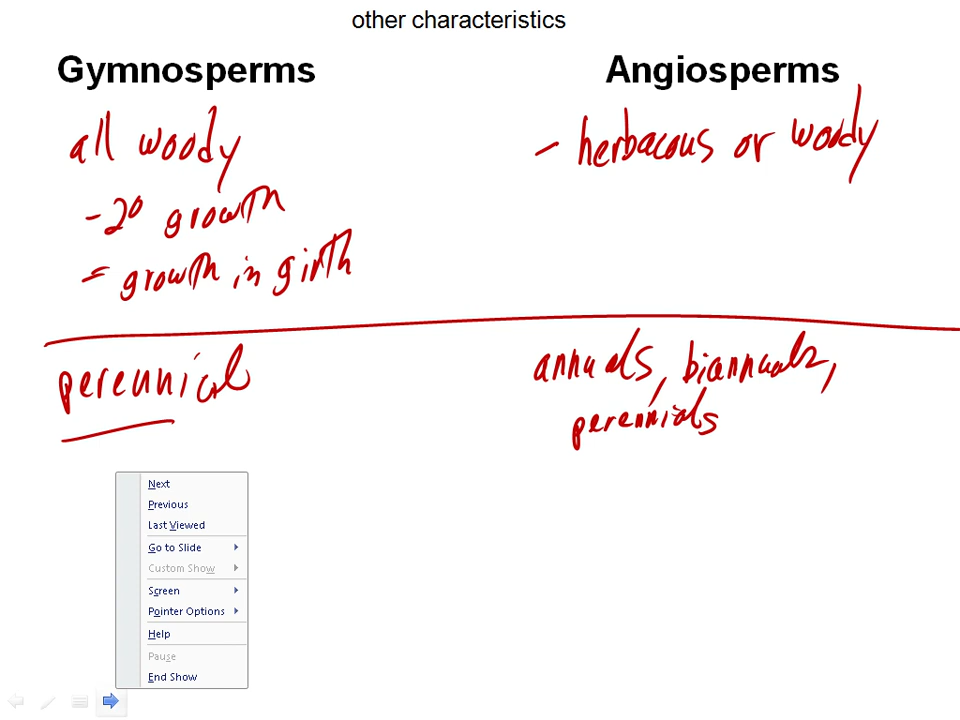 other characteristics
Gymnosperms
all woody
- 2° growth
= growth in girth
perennial
Angiosperms
- herbacous or woody
annuals, biannuals,
perennials
Next
Previous
Last Viewed
Go to Slide
Custom Show
Screen
Pointer Options
Help
Pause
End Show